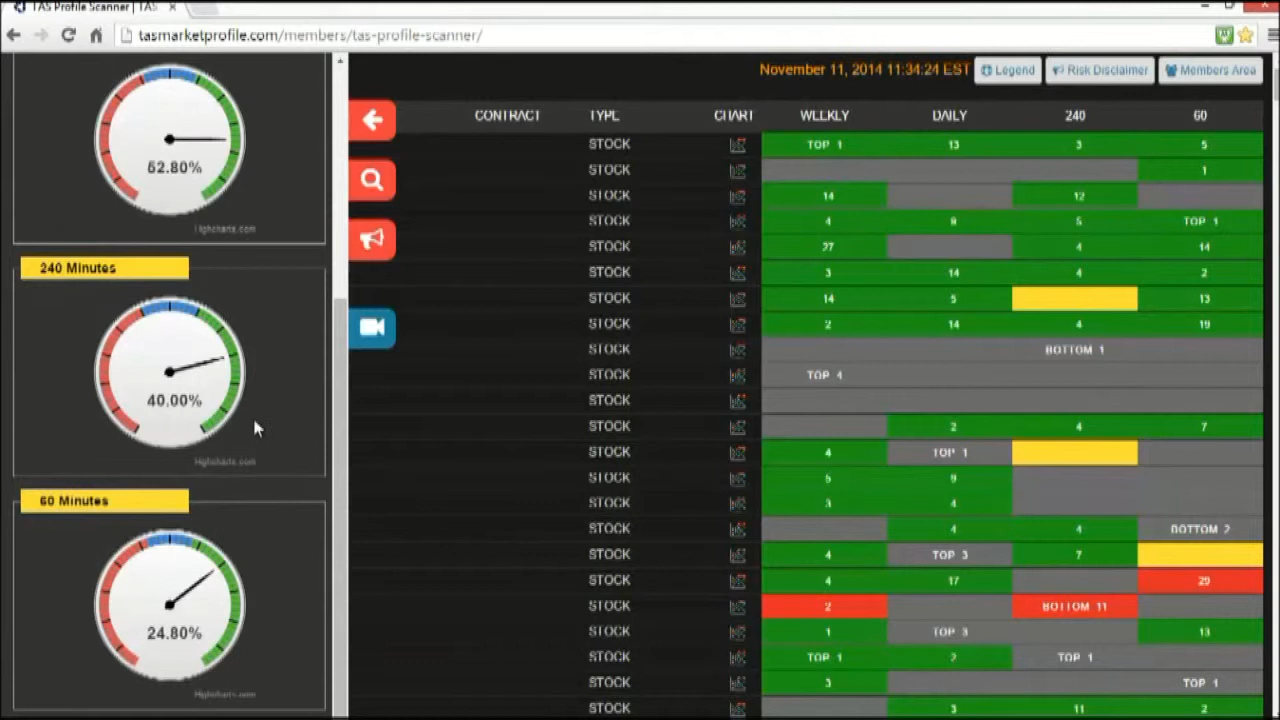 TAS Profile Scanner | TAS
tasmarketprofile.com/members/tas-profile-scanner/
November 11, 2014 11:34:24 EST Legend Risk Disclaimer Members Area
52.80%
Highcharts.com
240 Minutes
40.00%
Highcharts.com
60 Minutes
24.80%
Highcharts.com
CONTRACT TYPE CHART WEEKLY DAILY 240 60
STOCK TOP 1 13 3 5
STOCK 1
STOCK 14 12
STOCK 4 9 5 TOP 1
STOCK 27 4 14
STOCK 3 14 4 2
STOCK 14 5 13
STOCK 2 14 4 19
STOCK BOTTOM 1
STOCK TOP 4
STOCK
STOCK 2 4 7
STOCK 4 TOP 1
STOCK 5 9
STOCK 3 4
STOCK 4 4 BOTTOM 2
STOCK 4 TOP 3 7
STOCK 4 17 29
STOCK 2 BOTTOM 11
STOCK 1 TOP 3 13
STOCK TOP 1 2 TOP 1
STOCK 3 TOP 1
STOCK 3 11 2